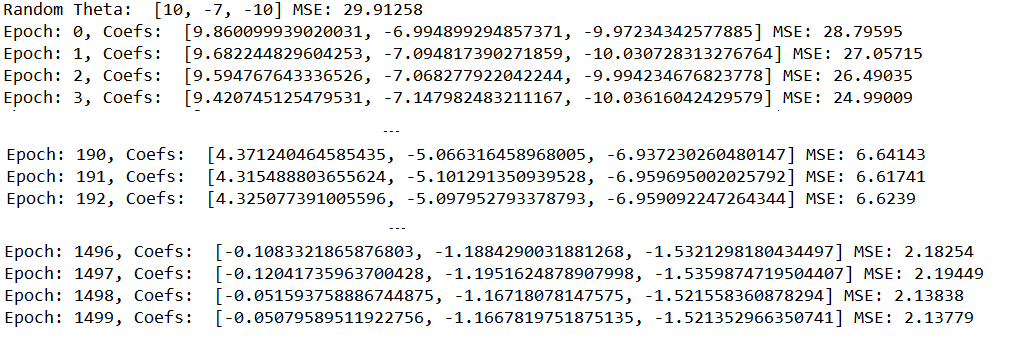 Random Theta:  [10, -7, -10] MSE: 29.91258
Epoch: 0, Coefs:  [9.860099939020031, -6.994899294857371, -9.97234342577885] MSE: 28.79595
Epoch: 1, Coefs:  [9.682244829604253, -7.094817390271859, -10.030728313276764] MSE: 27.05715
Epoch: 2, Coefs:  [9.594767643336526, -7.068277922042244, -9.994234676823778] MSE: 26.49035
Epoch: 3, Coefs:  [9.420745125479531, -7.147982483211167, -10.03616042429579] MSE: 24.99009
...
Epoch: 190, Coefs:  [4.371240464585435, -5.066316458968005, -6.937230260480147] MSE: 6.64143
Epoch: 191, Coefs:  [4.315488803655624, -5.101291350939528, -6.959695002025792] MSE: 6.61741
Epoch: 192, Coefs:  [4.325077391005596, -5.097952793378793, -6.959092247264344] MSE: 6.6239
...
Epoch: 1496, Coefs:  [-0.1083321865876803, -1.1884290031881268, -1.5321298180434497] MSE: 2.18254
Epoch: 1497, Coefs:  [-0.12041735963700428, -1.1951624878907998, -1.5359874719504407] MSE: 2.19449
Epoch: 1498, Coefs:  [-0.051593758886744875, -1.16718078147575, -1.521558360878294] MSE: 2.13838
Epoch: 1499, Coefs:  [-0.05079589511922756, -1.1667819751875135, -1.521352966350741] MSE: 2.13779